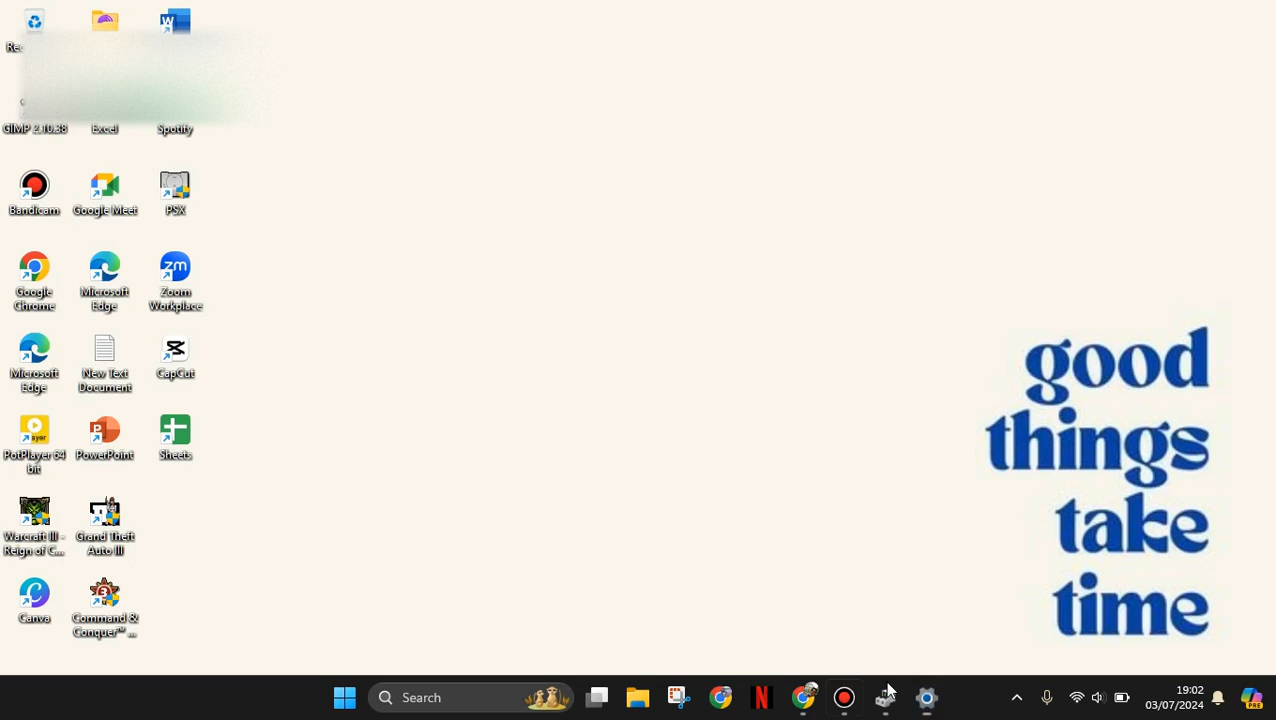 GIMP 2.10.38
Excel
Spotify
Bandicam
Google Meet
PSX
Google
Chrome
Microsoft
Edge
Zoom
Workplace
Microsoft
Edge
New Text
Document
CapCut
PotPlayer 64
bit
PowerPoint
Sheets
Warcraft III -
Reign of C...
Grand Theft
Auto III
Canva
Command &
Conquer™ ...
good
things
take
time
Search
19:02
03/07/2024
PRE